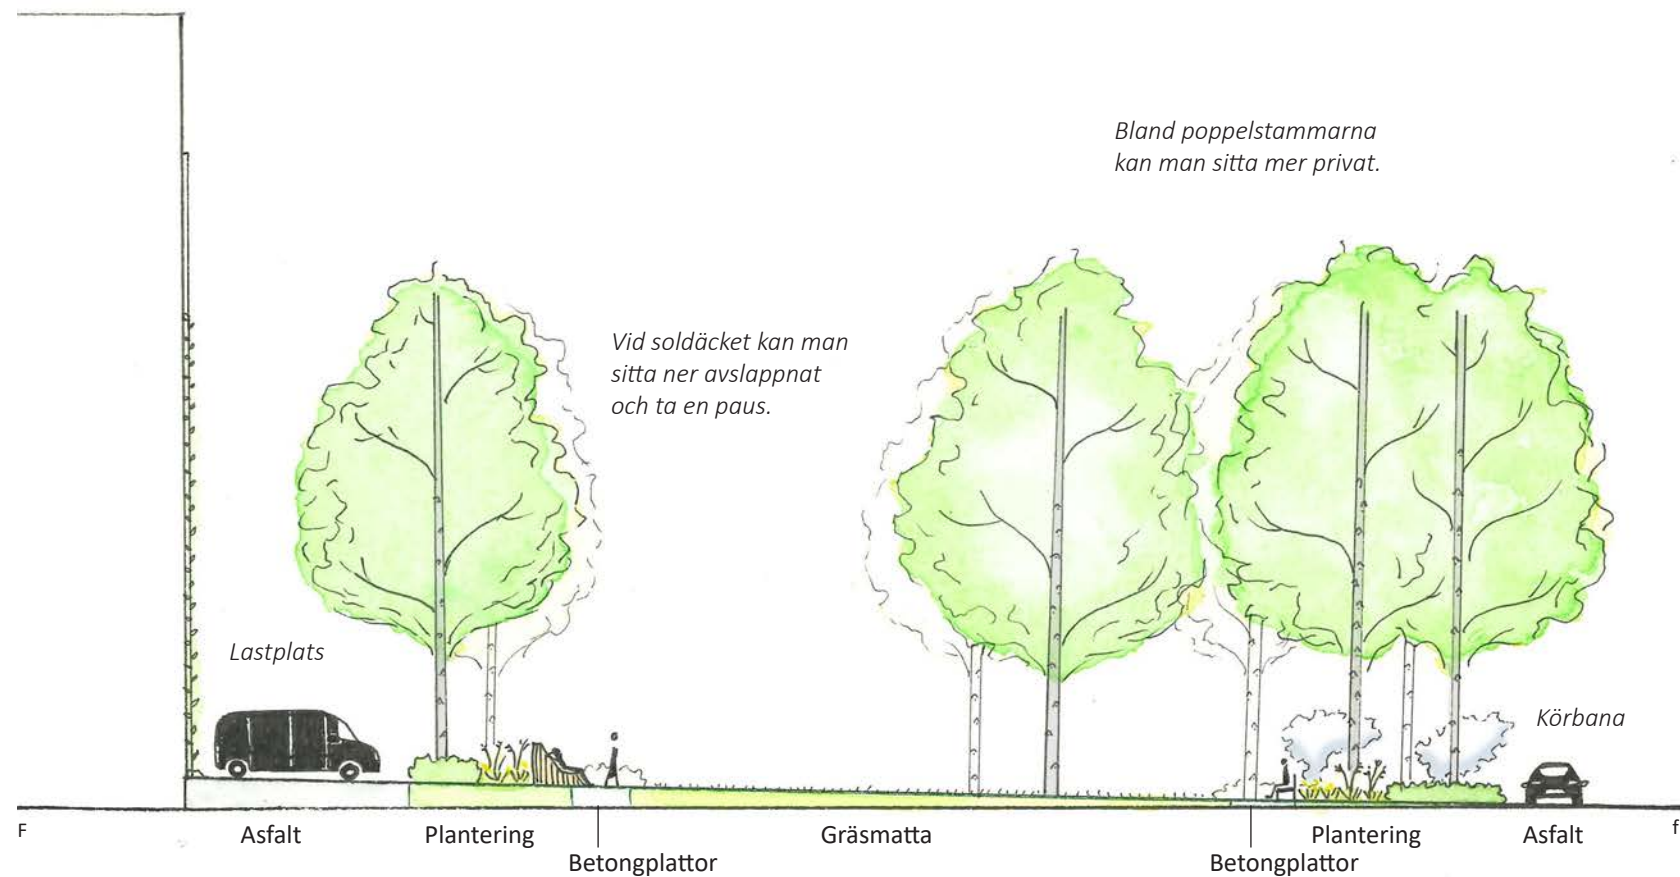 Bland poppelstammarna
kan man sitta mer privat.
Vid soldäcket kan man
sitta ner avslappnat
och ta en paus.
Lastplats
Körbana
F
Asfalt
Plantering
Betongplattor
Gräsmatta
Betongplattor
Plantering
Asfalt
f